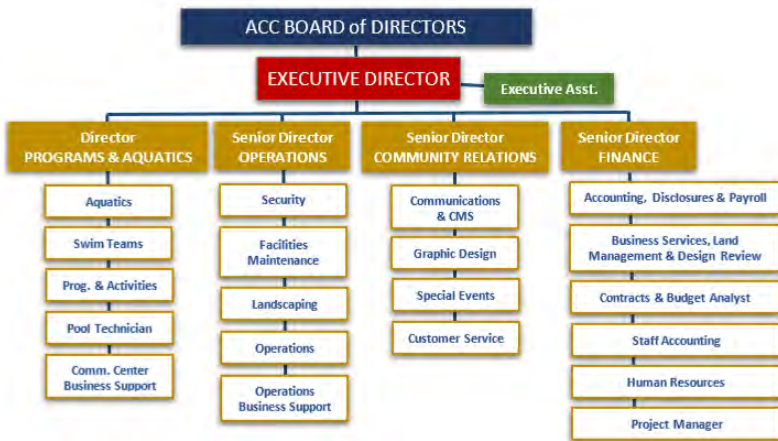 ACC BOARD of DIRECTORS
EXECUTIVE DIRECTOR
Executive Asst.
Director
PROGRAMS & AQUATICS
Aquatics
Swim Teams
Prog. & Activities
Pool Technician
Comm. Center
Business Support
Senior Director
OPERATIONS
Security
Facilities
Maintenance
Landscaping
Operations
Operations
Business Support
Senior Director
COMMUNITY RELATIONS
Communications
& CMS
Graphic Design
Special Events
Customer Service
Senior Director
FINANCE
Accounting, Disclosures & Payroll
Business Services, Land
Management & Design Review
Contracts & Budget Analyst
Staff Accounting
Human Resources
Project Manager